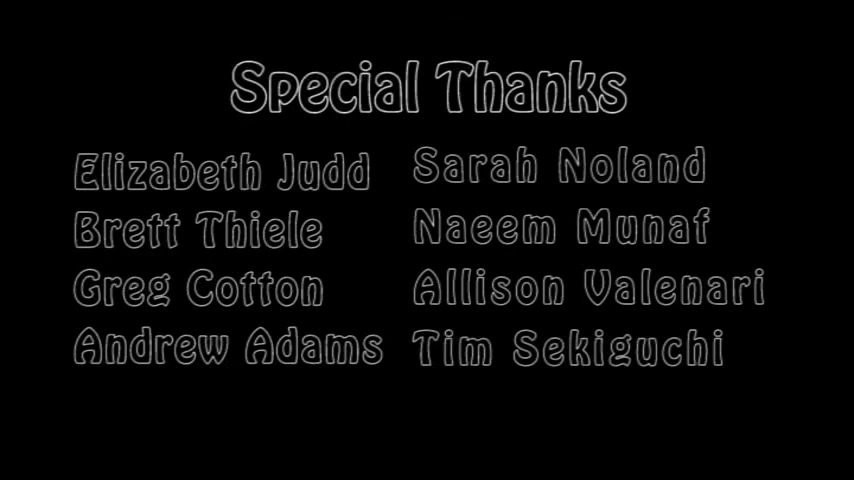 Special Thanks
Elizabeth Judd
Brett Thiele
Greg Cotton
Andrew Adams
Sarah Noland
Naeem Munaf
Allison Valenari
Tim Sekiguchi